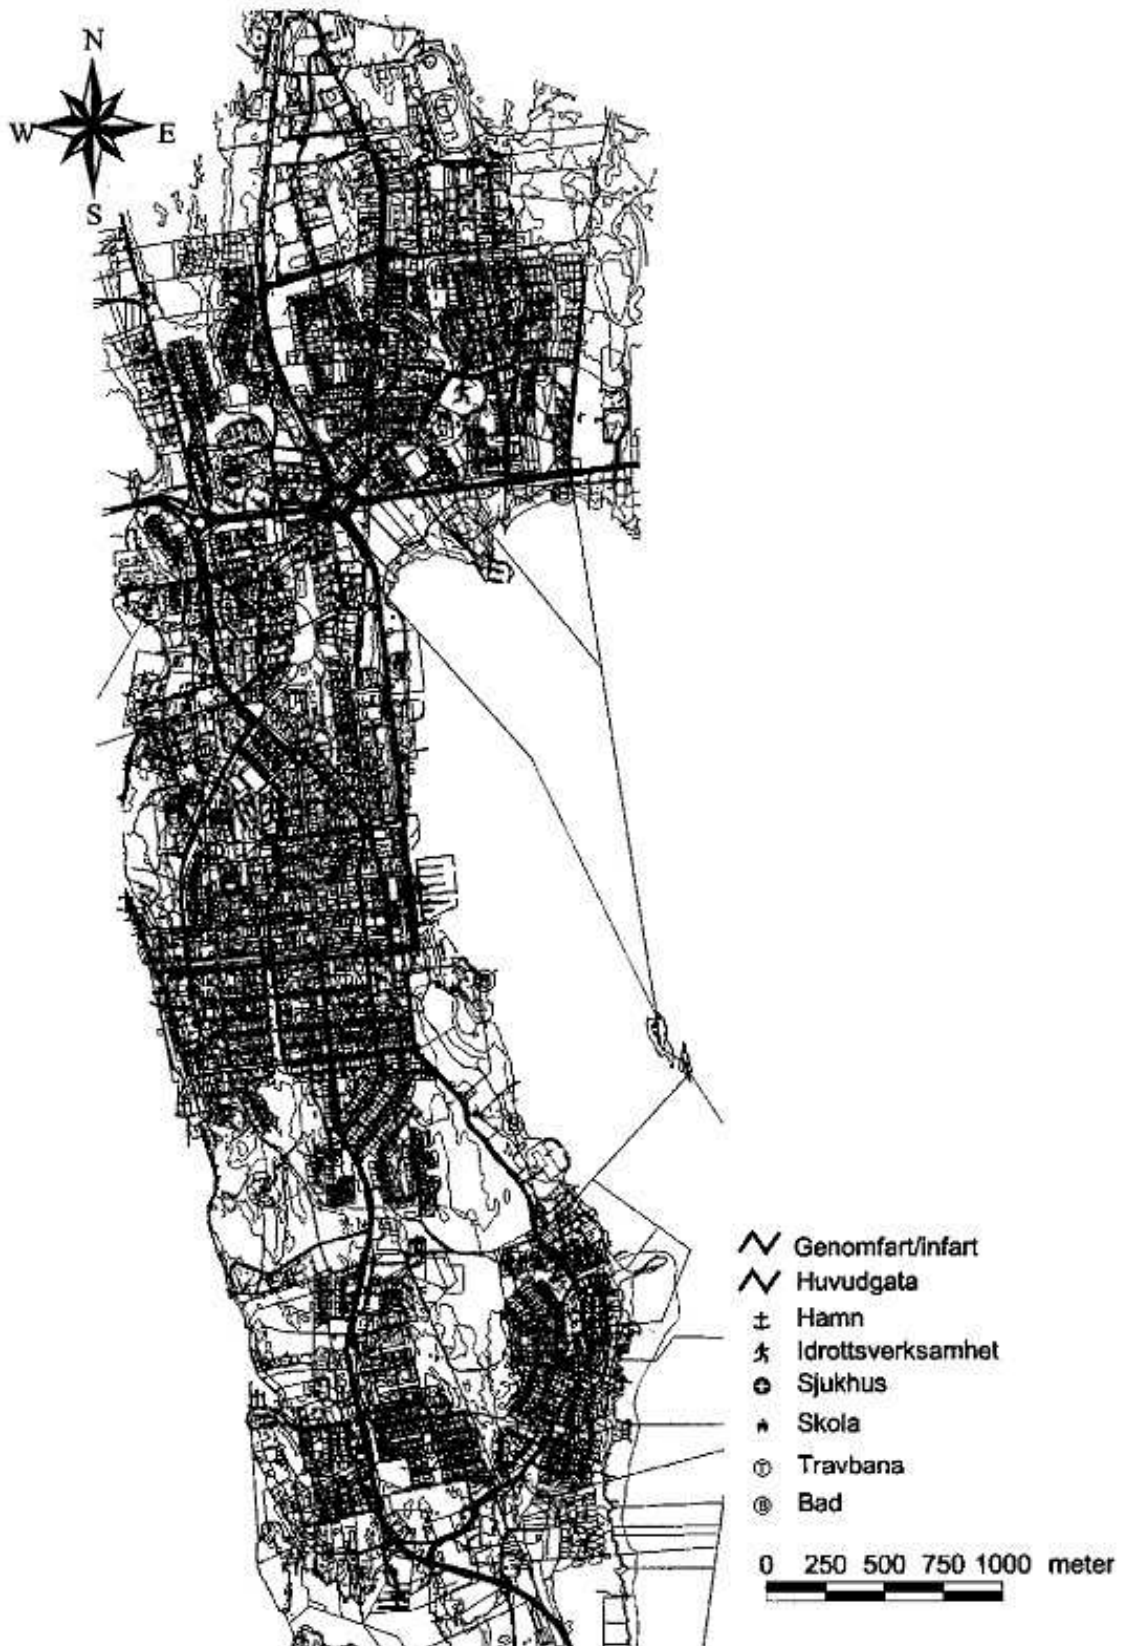 N
W E
S
Genomfart/infart
Huvudgata
Hamn
Idrottsverksamhet
Sjukhus
Skola
T Travbana
B Bad
0 250 500 750 1000 meter